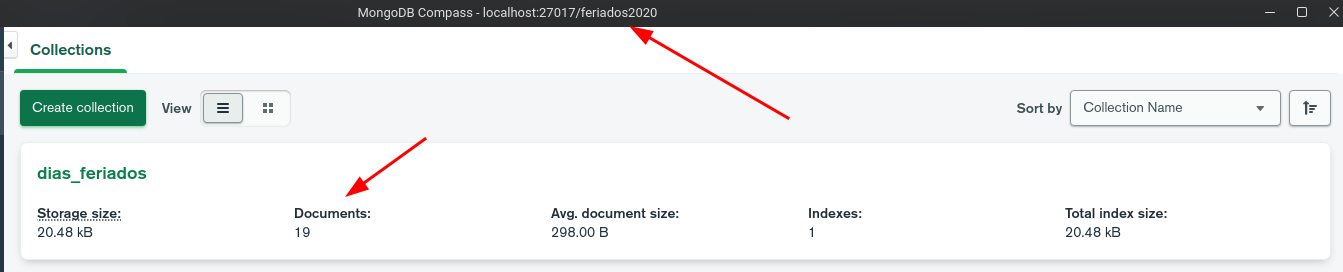 MongoDB Compass - localhost:27017/feriados2020
Collections
Create collection View Sort by Collection Name
dias_feriados
Storage size: Documents: Avg. document size: Indexes: Total index size:
20.48 kB 19 298.00 B 1 20.48 kB